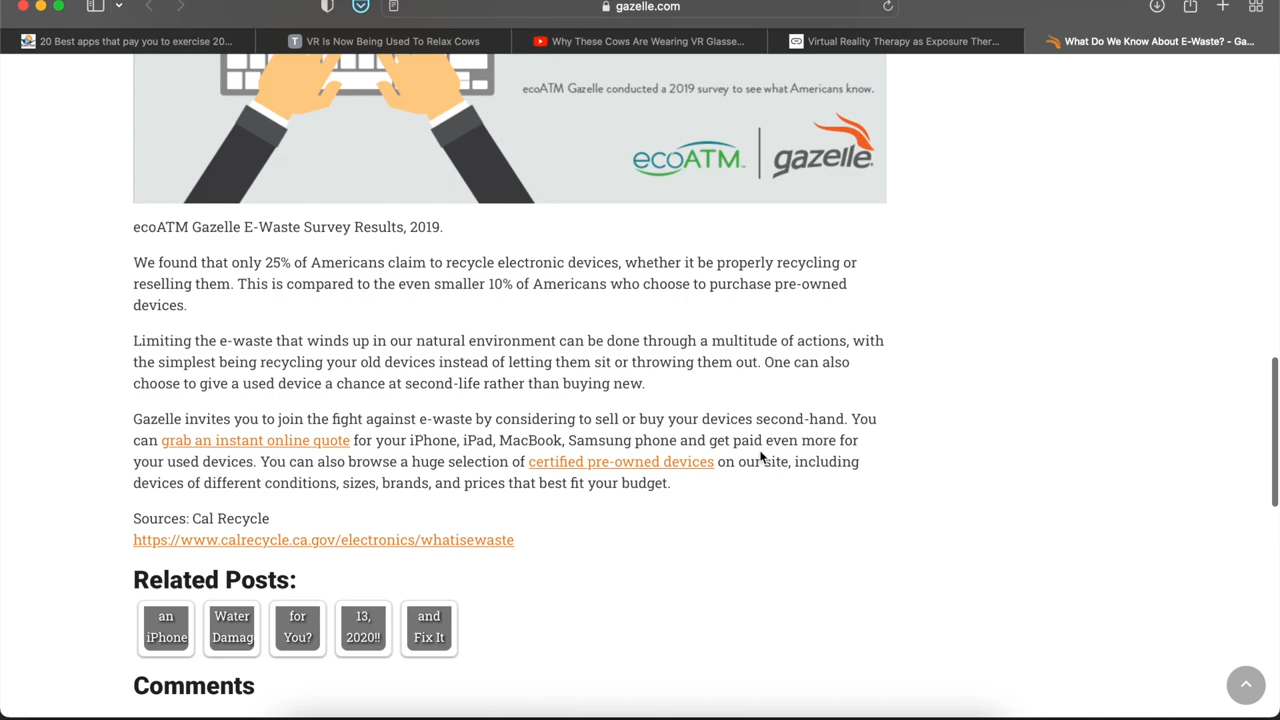 gazelle.com
20 Best apps that pay you to exercise 20...
VR Is Now Being Used To Relax Cows
Why These Cows Are Wearing VR Glasse...
Virtual Reality Therapy as Exposure Ther...
What Do We Know About E-Waste? - Ga...
ecoATM Gazelle conducted a 2019 survey to see what Americans know.
ecoATM
gazelle
ecoATM Gazelle E-Waste Survey Results, 2019.
We found that only 25% of Americans claim to recycle electronic devices, whether it be properly recycling or
reselling them. This is compared to the even smaller 10% of Americans who choose to purchase pre-owned
devices.
Limiting the e-waste that winds up in our natural environment can be done through a multitude of actions, with
the simplest being recycling your old devices instead of letting them sit or throwing them out. One can also
choose to give a used device a chance at second-life rather than buying new.
Gazelle invites you to join the fight against e-waste by considering to sell or buy your devices second-hand. You
can grab an instant online quote for your iPhone, iPad, MacBook, Samsung phone and get paid even more for
your used devices. You can also browse a huge selection of certified pre-owned devices on our site, including
devices of different conditions, sizes, brands, and prices that best fit your budget.
Sources: Cal Recycle
https://www.calrecycle.ca.gov/electronics/whatisewaste
Related Posts:
an
iPhone
Water
Damag
for
You?
13,
2020!!
and
Fix It
Comments